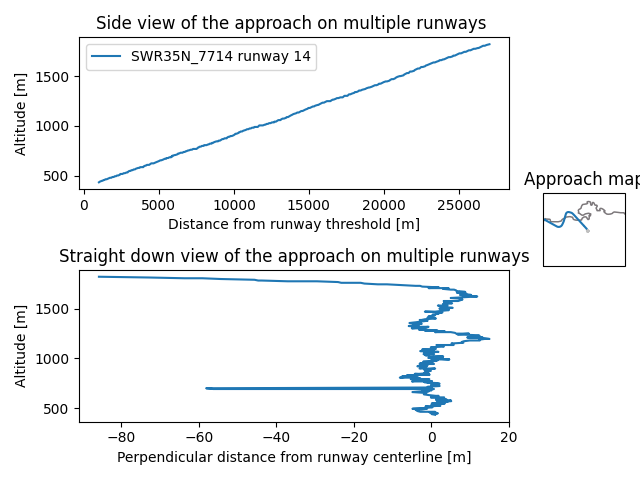 Side view of the approach on multiple runways
SWR35N_7714 runway 14
Altitude [m]
1500
1000
500
0 5000 10000 15000 20000 25000
Distance from runway threshold [m]
Approach map
Straight down view of the approach on multiple runways
Altitude [m]
1500
1000
500
−80 −60 −40 −20 0 20
Perpendicular distance from runway centerline [m]